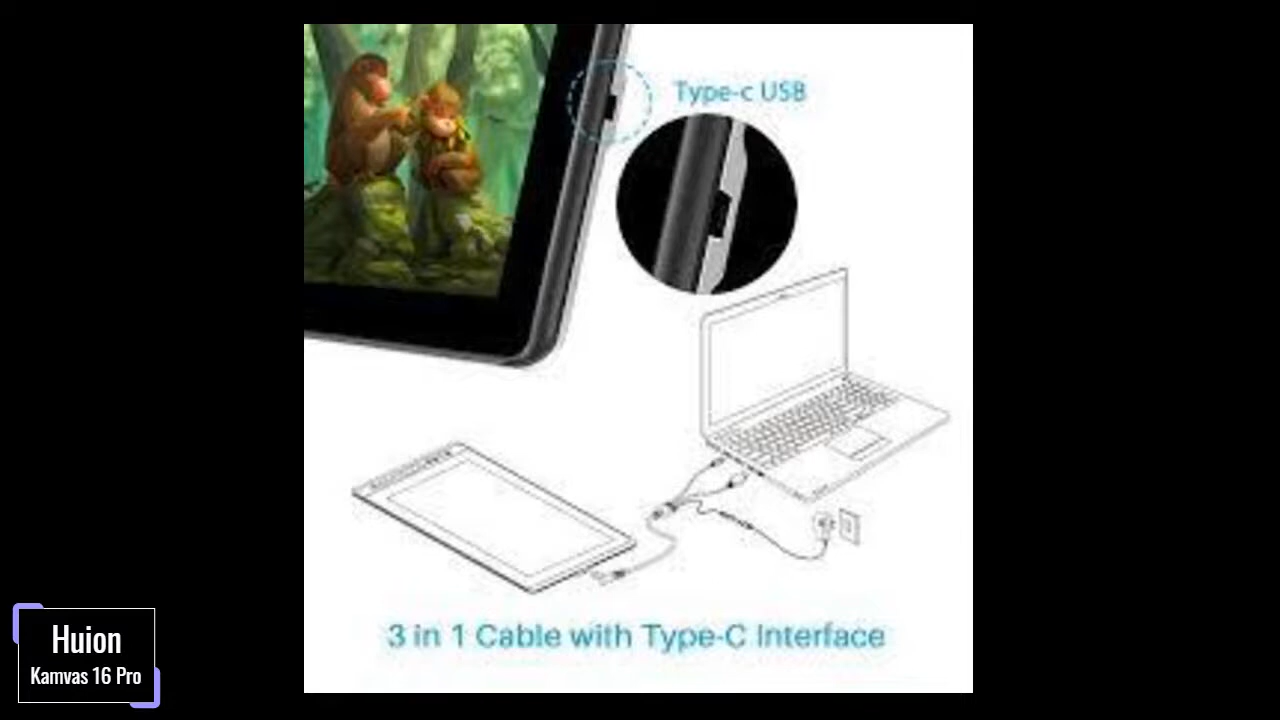 Type-c USB
3 in 1 Cable with Type-C Interface
Huion
Kamvas 16 Pro